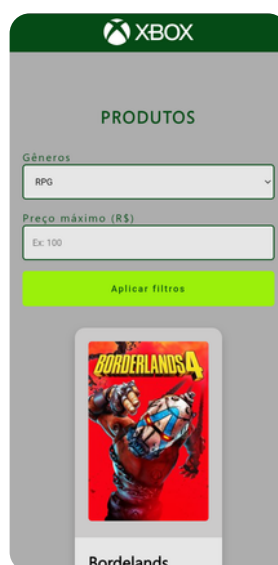 XBOX
PRODUTOS
Gêneros
RPG
Preço máximo (R$)
Ex: 100
Aplicar filtros
BORDERLANDS 4
Bordelands